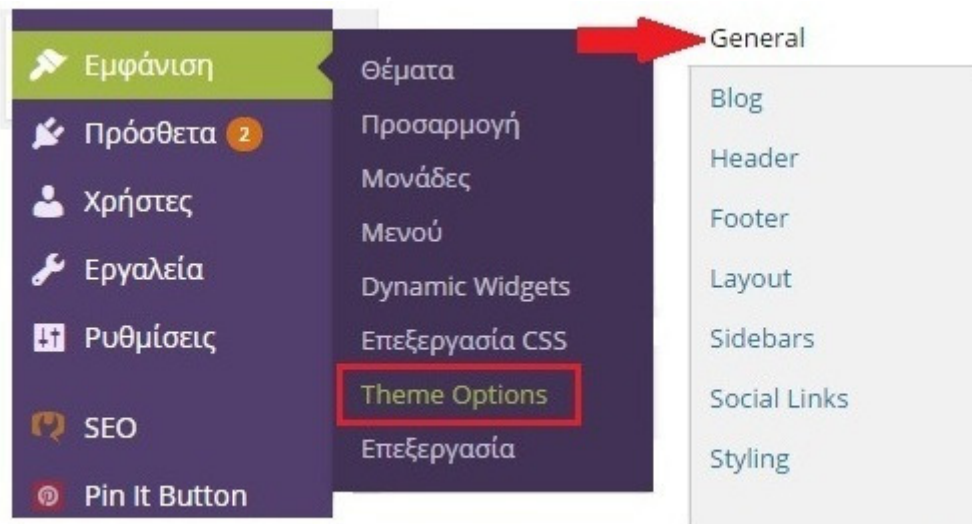 Εμφάνιση
Πρόσθετα 2
Χρήστες
Εργαλεία
Ρυθμίσεις
SEO
Pin It Button
Θέματα
Προσαρμογή
Μονάδες
Μενού
Dynamic Widgets
Επεξεργασία CSS
Theme Options
Επεξεργασία
General
Blog
Header
Footer
Layout
Sidebars
Social Links
Styling